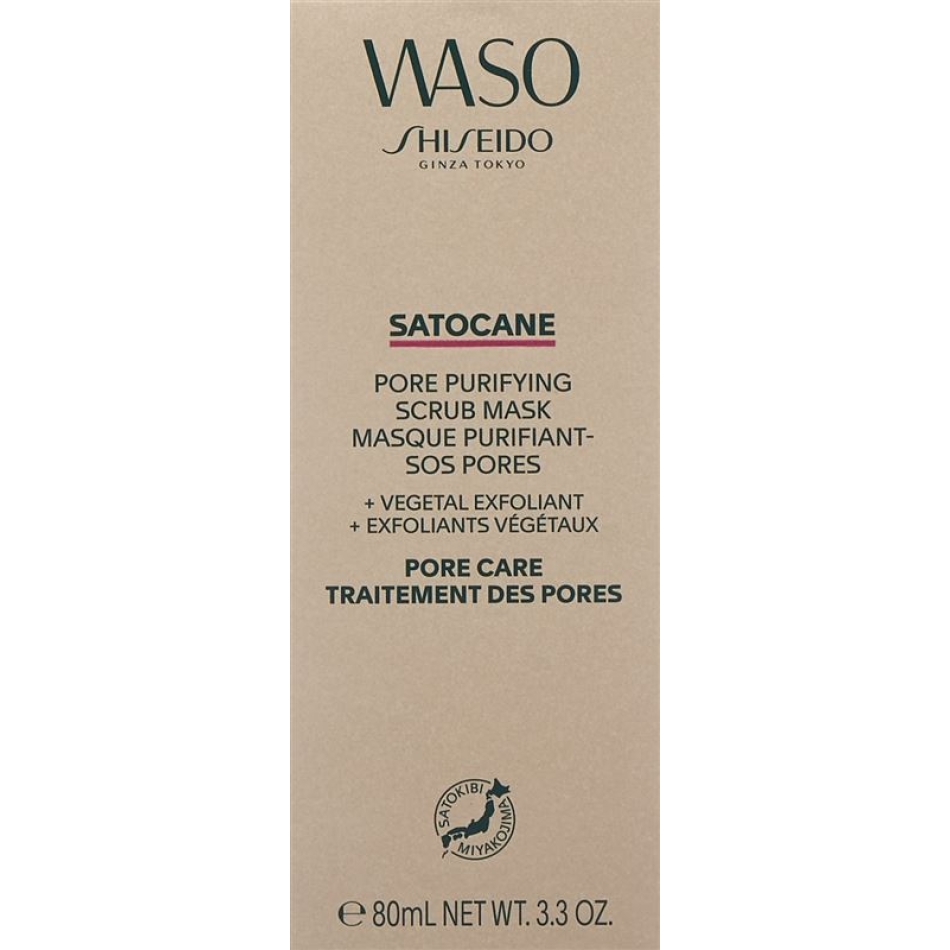 WASO
SHISEIDO
GINZA TOKYO
SATOCANE
PORE PURIFYING
SCRUB MASK
MASQUE PURIFIANT-
SOS PORES
+ VEGETAL EXFOLIANT
+ EXFOLIANTS VÉGÉTAUX
PORE CARE
TRAITEMENT DES PORES
SATOKIBI
MIYAKOJIMA
℮ 80mL NET WT. 3.3 OZ.